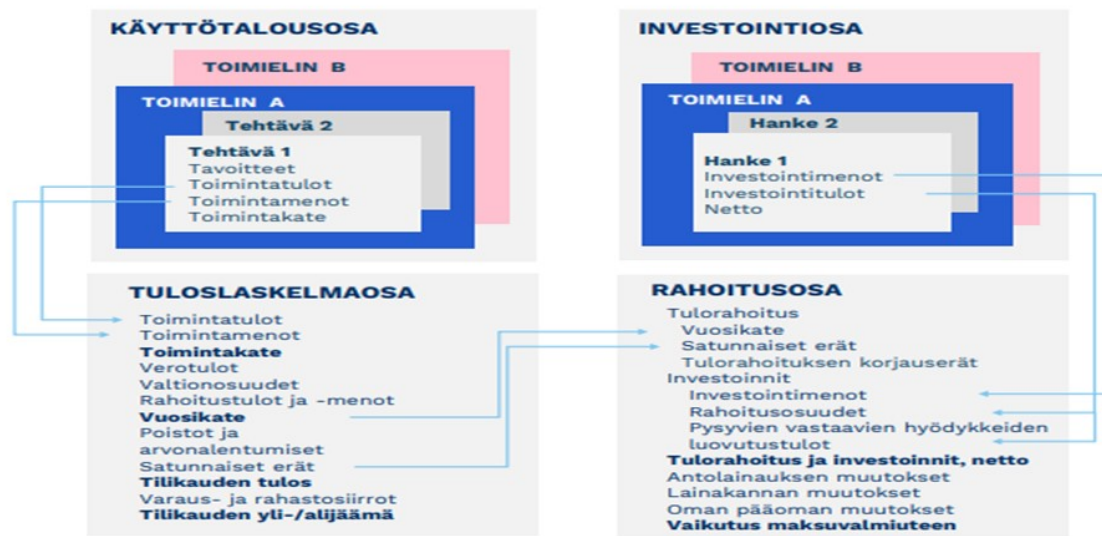 KÄYTTÖTALOUSOSA
TOIMIELIN B
TOIMIELIN A
Tehtävä 2
Tehtävä 1
Tavoitteet
Toimintatulot
Toimintamenot
Toimintakate
INVESTOINTIOSA
TOIMIELIN B
TOIMIELIN A
Hanke 2
Hanke 1
Investointimenot
Investointitulot
Netto
TULOSLASKELMAOSA
Toimintatulot
Toimintamenot
Toimintakate
Verotulot
Valtionosuudet
Rahoitustulot ja -menot
Vuosikate
Poistot ja
arvonalentumiset
Satunnaiset erät
Tilikauden tulos
Varaus- ja rahastosiirrot
Tilikauden yli-/alijäämä
RAHOITUSOSA
Tulorahoitus
Vuosikate
Satunnaiset erät
Tulorahoituksen korjauserät
Investoinnit
Investointimenot
Rahoitusosuudet
Pysyvien vastaavien hyödykkeiden
luovutustulot
Tulorahoitus ja investoinnit, netto
Antolainauksen muutokset
Lainakannan muutokset
Oman pääoman muutokset
Vaikutus maksuvalmiuteen